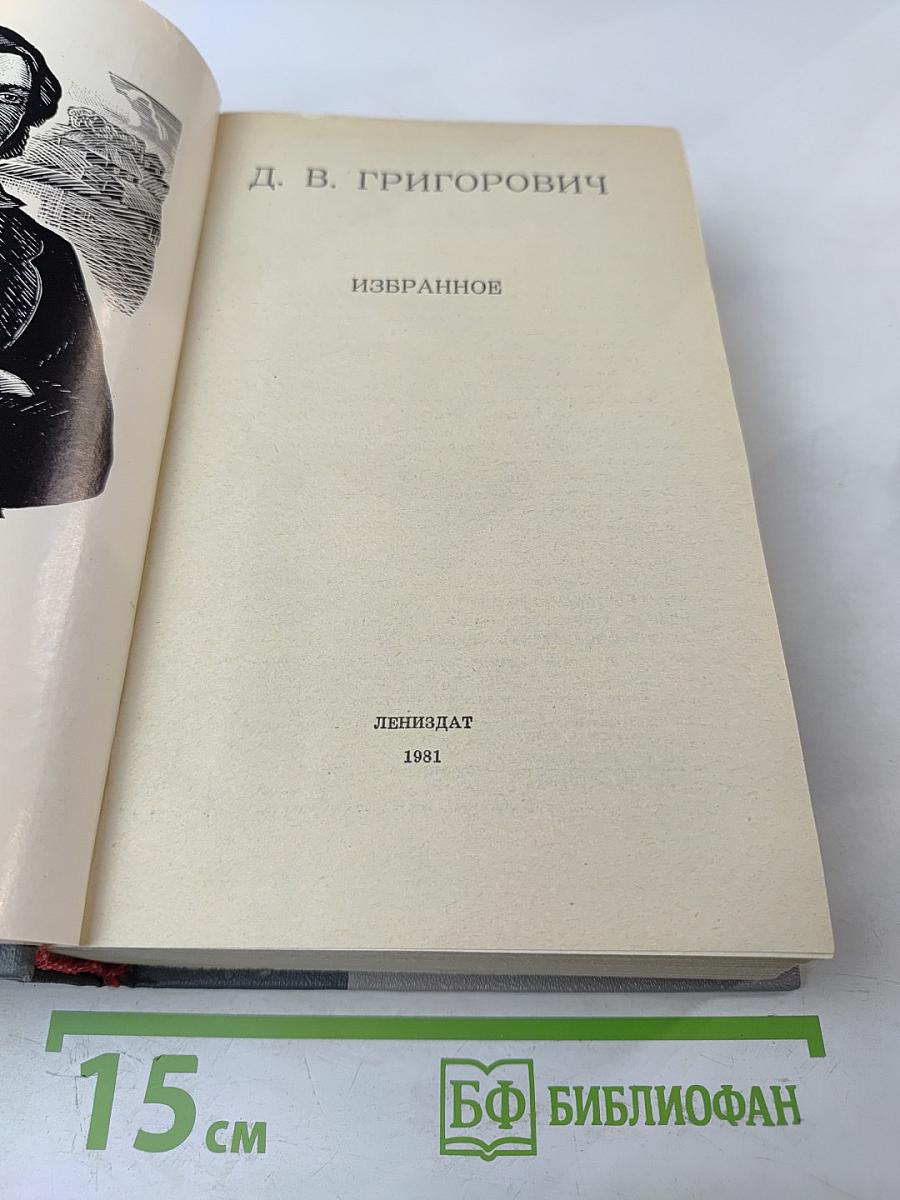 Д. В. ГРИГОРОВИЧ
ИЗБРАННОЕ
ЛЕНИЗДАТ
1981
15 см
БФ БИБЛИОФАН